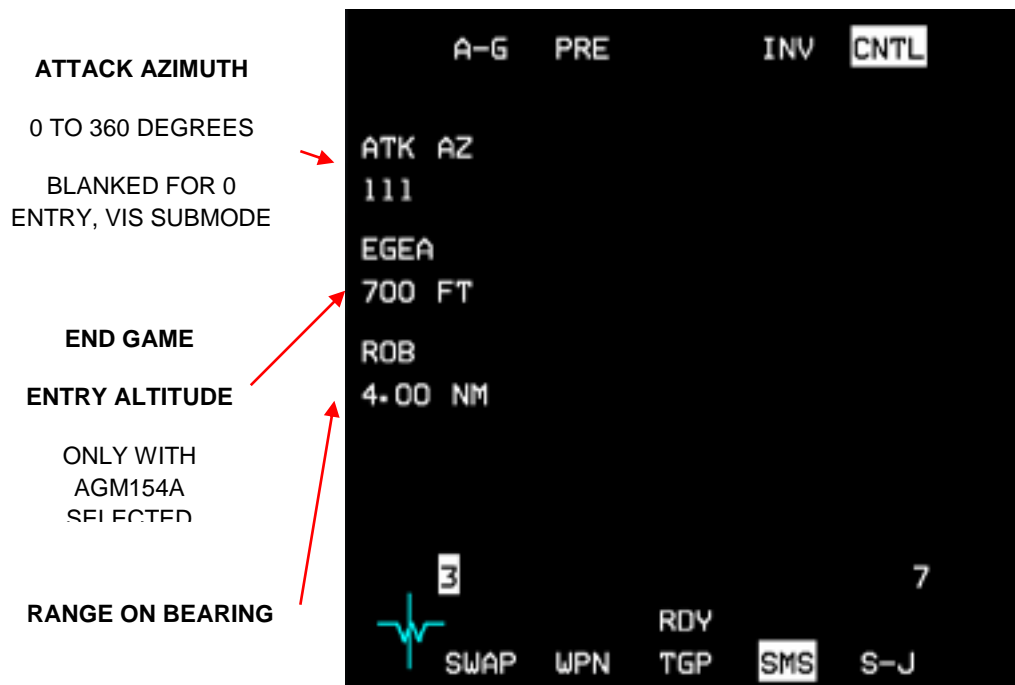 ATTACK AZIMUTH
0 TO 360 DEGREES
BLANKED FOR 0
ENTRY, VIS SUBMODE
END GAME
ENTRY ALTITUDE
ONLY WITH
AGM154A
SELECTED
RANGE ON BEARING
A-G PRE INV CNTL
ATK AZ
111
EGEA
700 FT
ROB
4.00 NM
3 7
RDY
SWAP WPN TGP SMS S-J